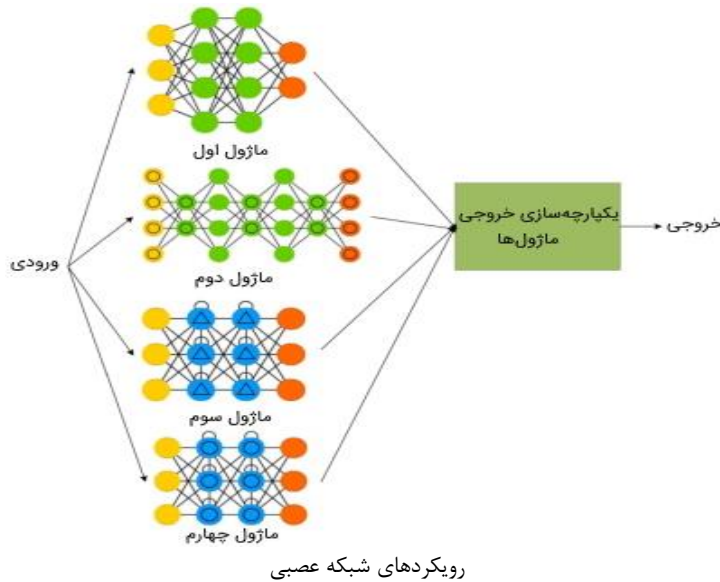 ماژول اول
ماژول دوم
ماژول سوم
ماژول چهارم
ورودی
یکپارچه‌سازی خروجی
ماژول‌ها
خروجی
رویکردهای شبکه عصبی